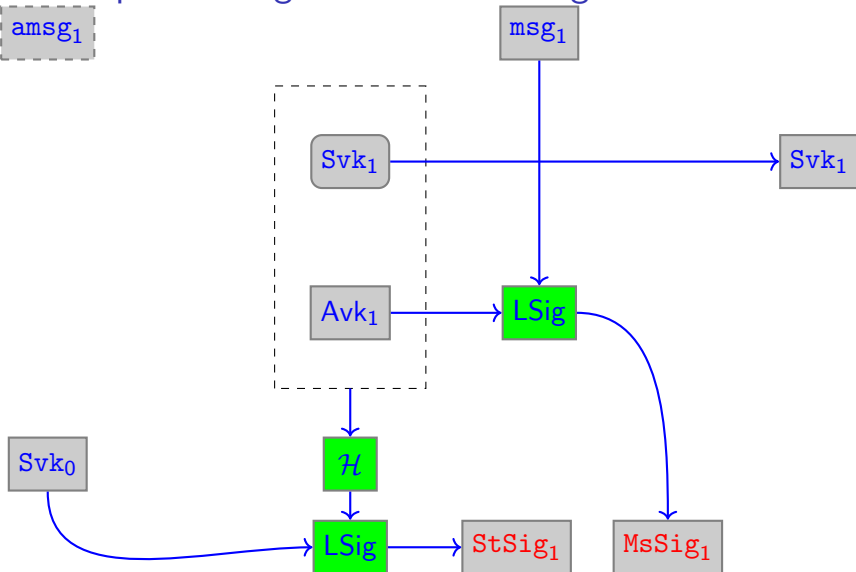 amsg₁ msg₁
Svk₁ Svk₁
Avk₁ LSig
Svk₀ ℋ
LSig StSig₁ MsSig₁